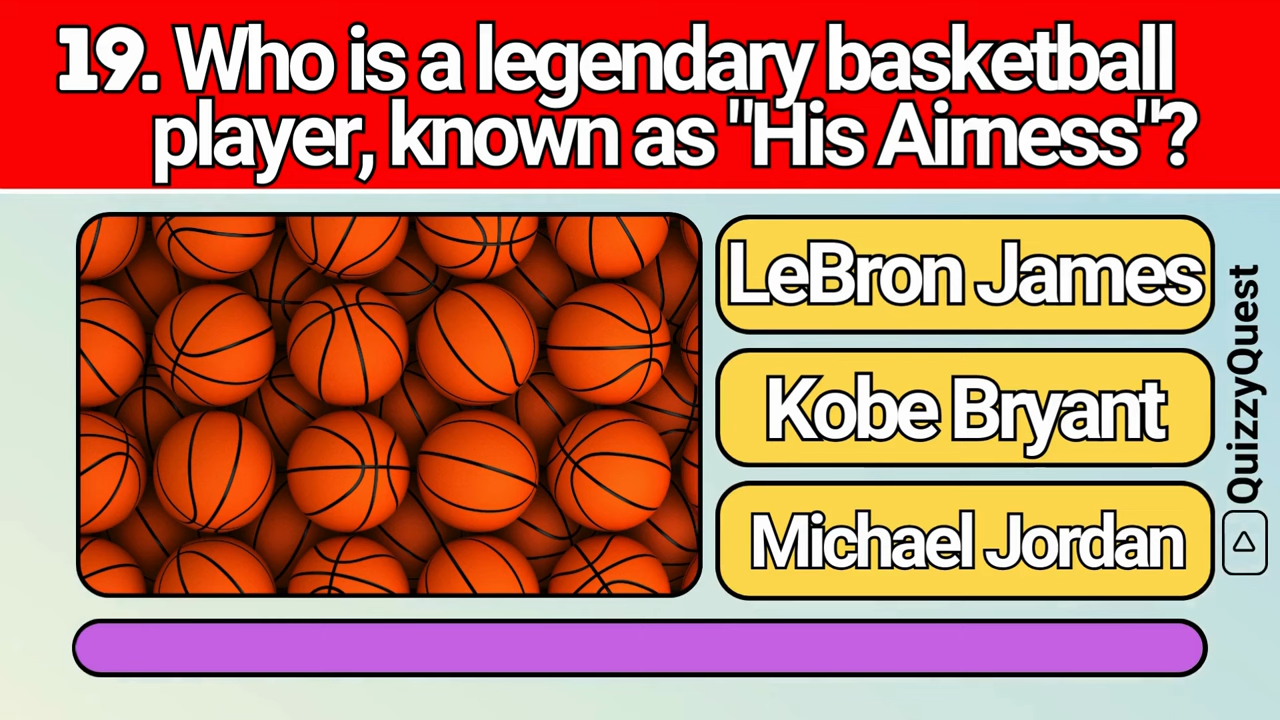 19. Who is a legendary basketball
player, known as "His Airness"?
LeBron James
Kobe Bryant
Michael Jordan
QuizzyQuest